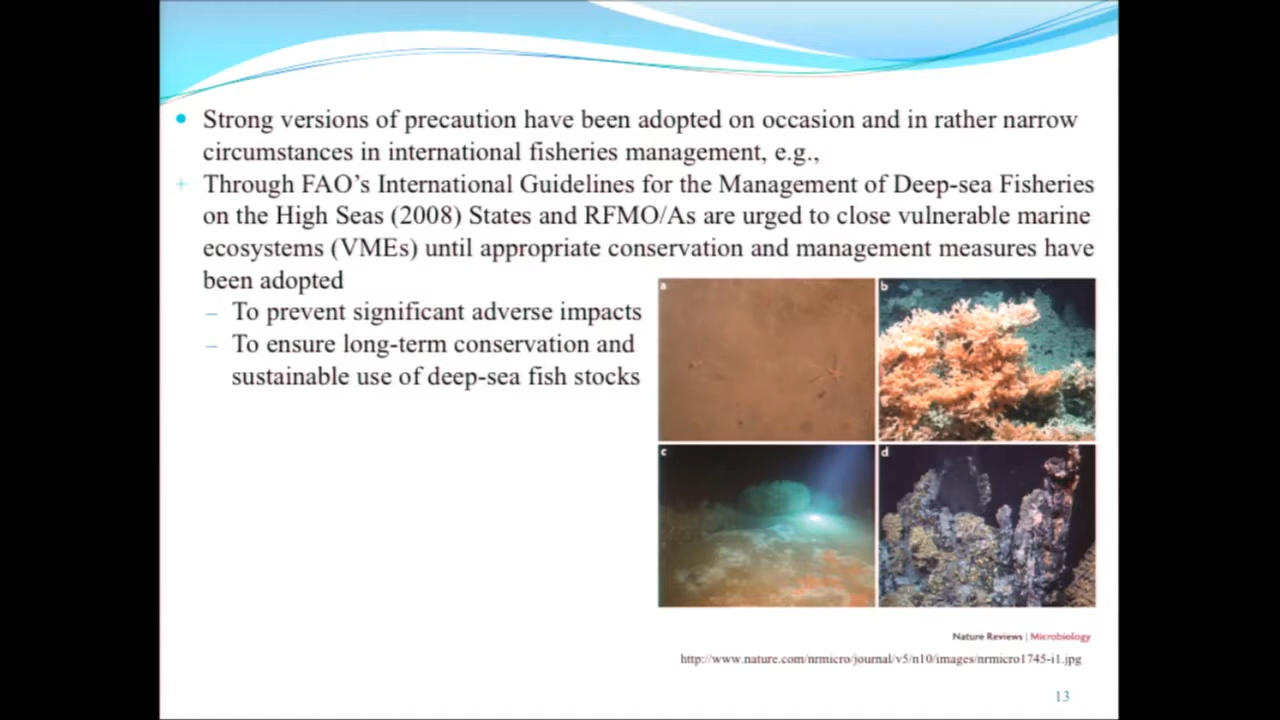 Strong versions of precaution have been adopted on occasion and in rather narrow
circumstances in international fisheries management, e.g.,
Through FAO’s International Guidelines for the Management of Deep-sea Fisheries
on the High Seas (2008) States and RFMO/As are urged to close vulnerable marine
ecosystems (VMEs) until appropriate conservation and management measures have
been adopted
– To prevent significant adverse impacts
– To ensure long-term conservation and
sustainable use of deep-sea fish stocks
a
b
c
d
Nature Reviews | Microbiology
http://www.nature.com/nrmicro/journal/v5/n10/images/nrmicro1745-i1.jpg
13